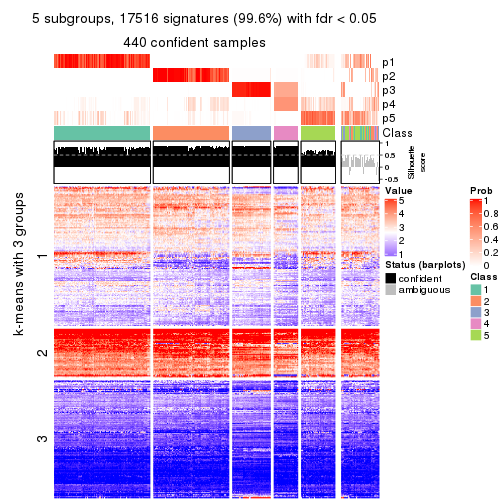 5 subgroups, 17516 signatures (99.6%) with fdr < 0.05
440 confident samples
p1
p2
p3
p4
p5
Class
1
0.5
0
-0.5
Silhouette
score
k-means with 3 groups
1
2
3
Value
5
4
3
2
1
Status (barplots)
confident
ambiguous
Prob
1
0.8
0.6
0.4
0.2
0
Class
1
2
3
4
5